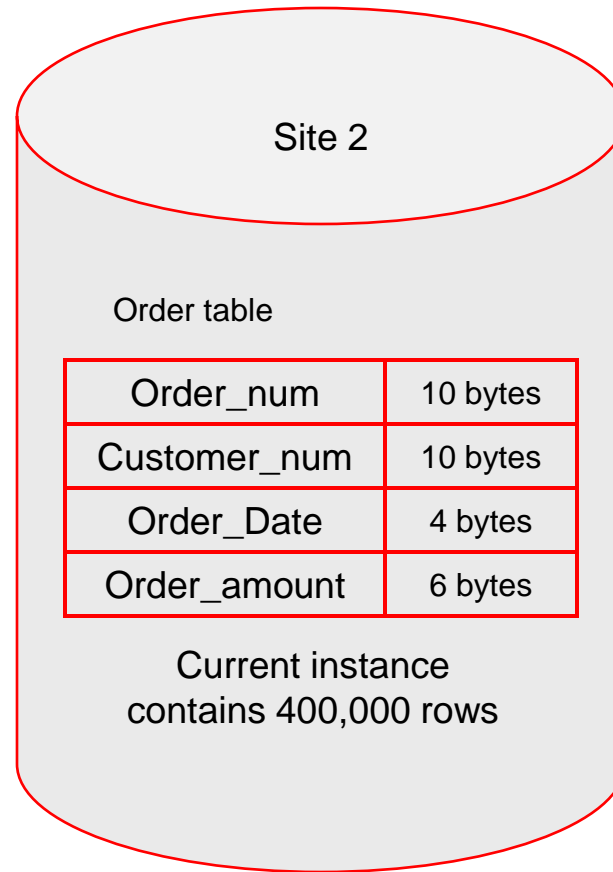 Site 2
Order table
Order_num 10 bytes
Customer_num 10 bytes
Order_Date 4 bytes
Order_amount 6 bytes
Current instance
contains 400,000 rows